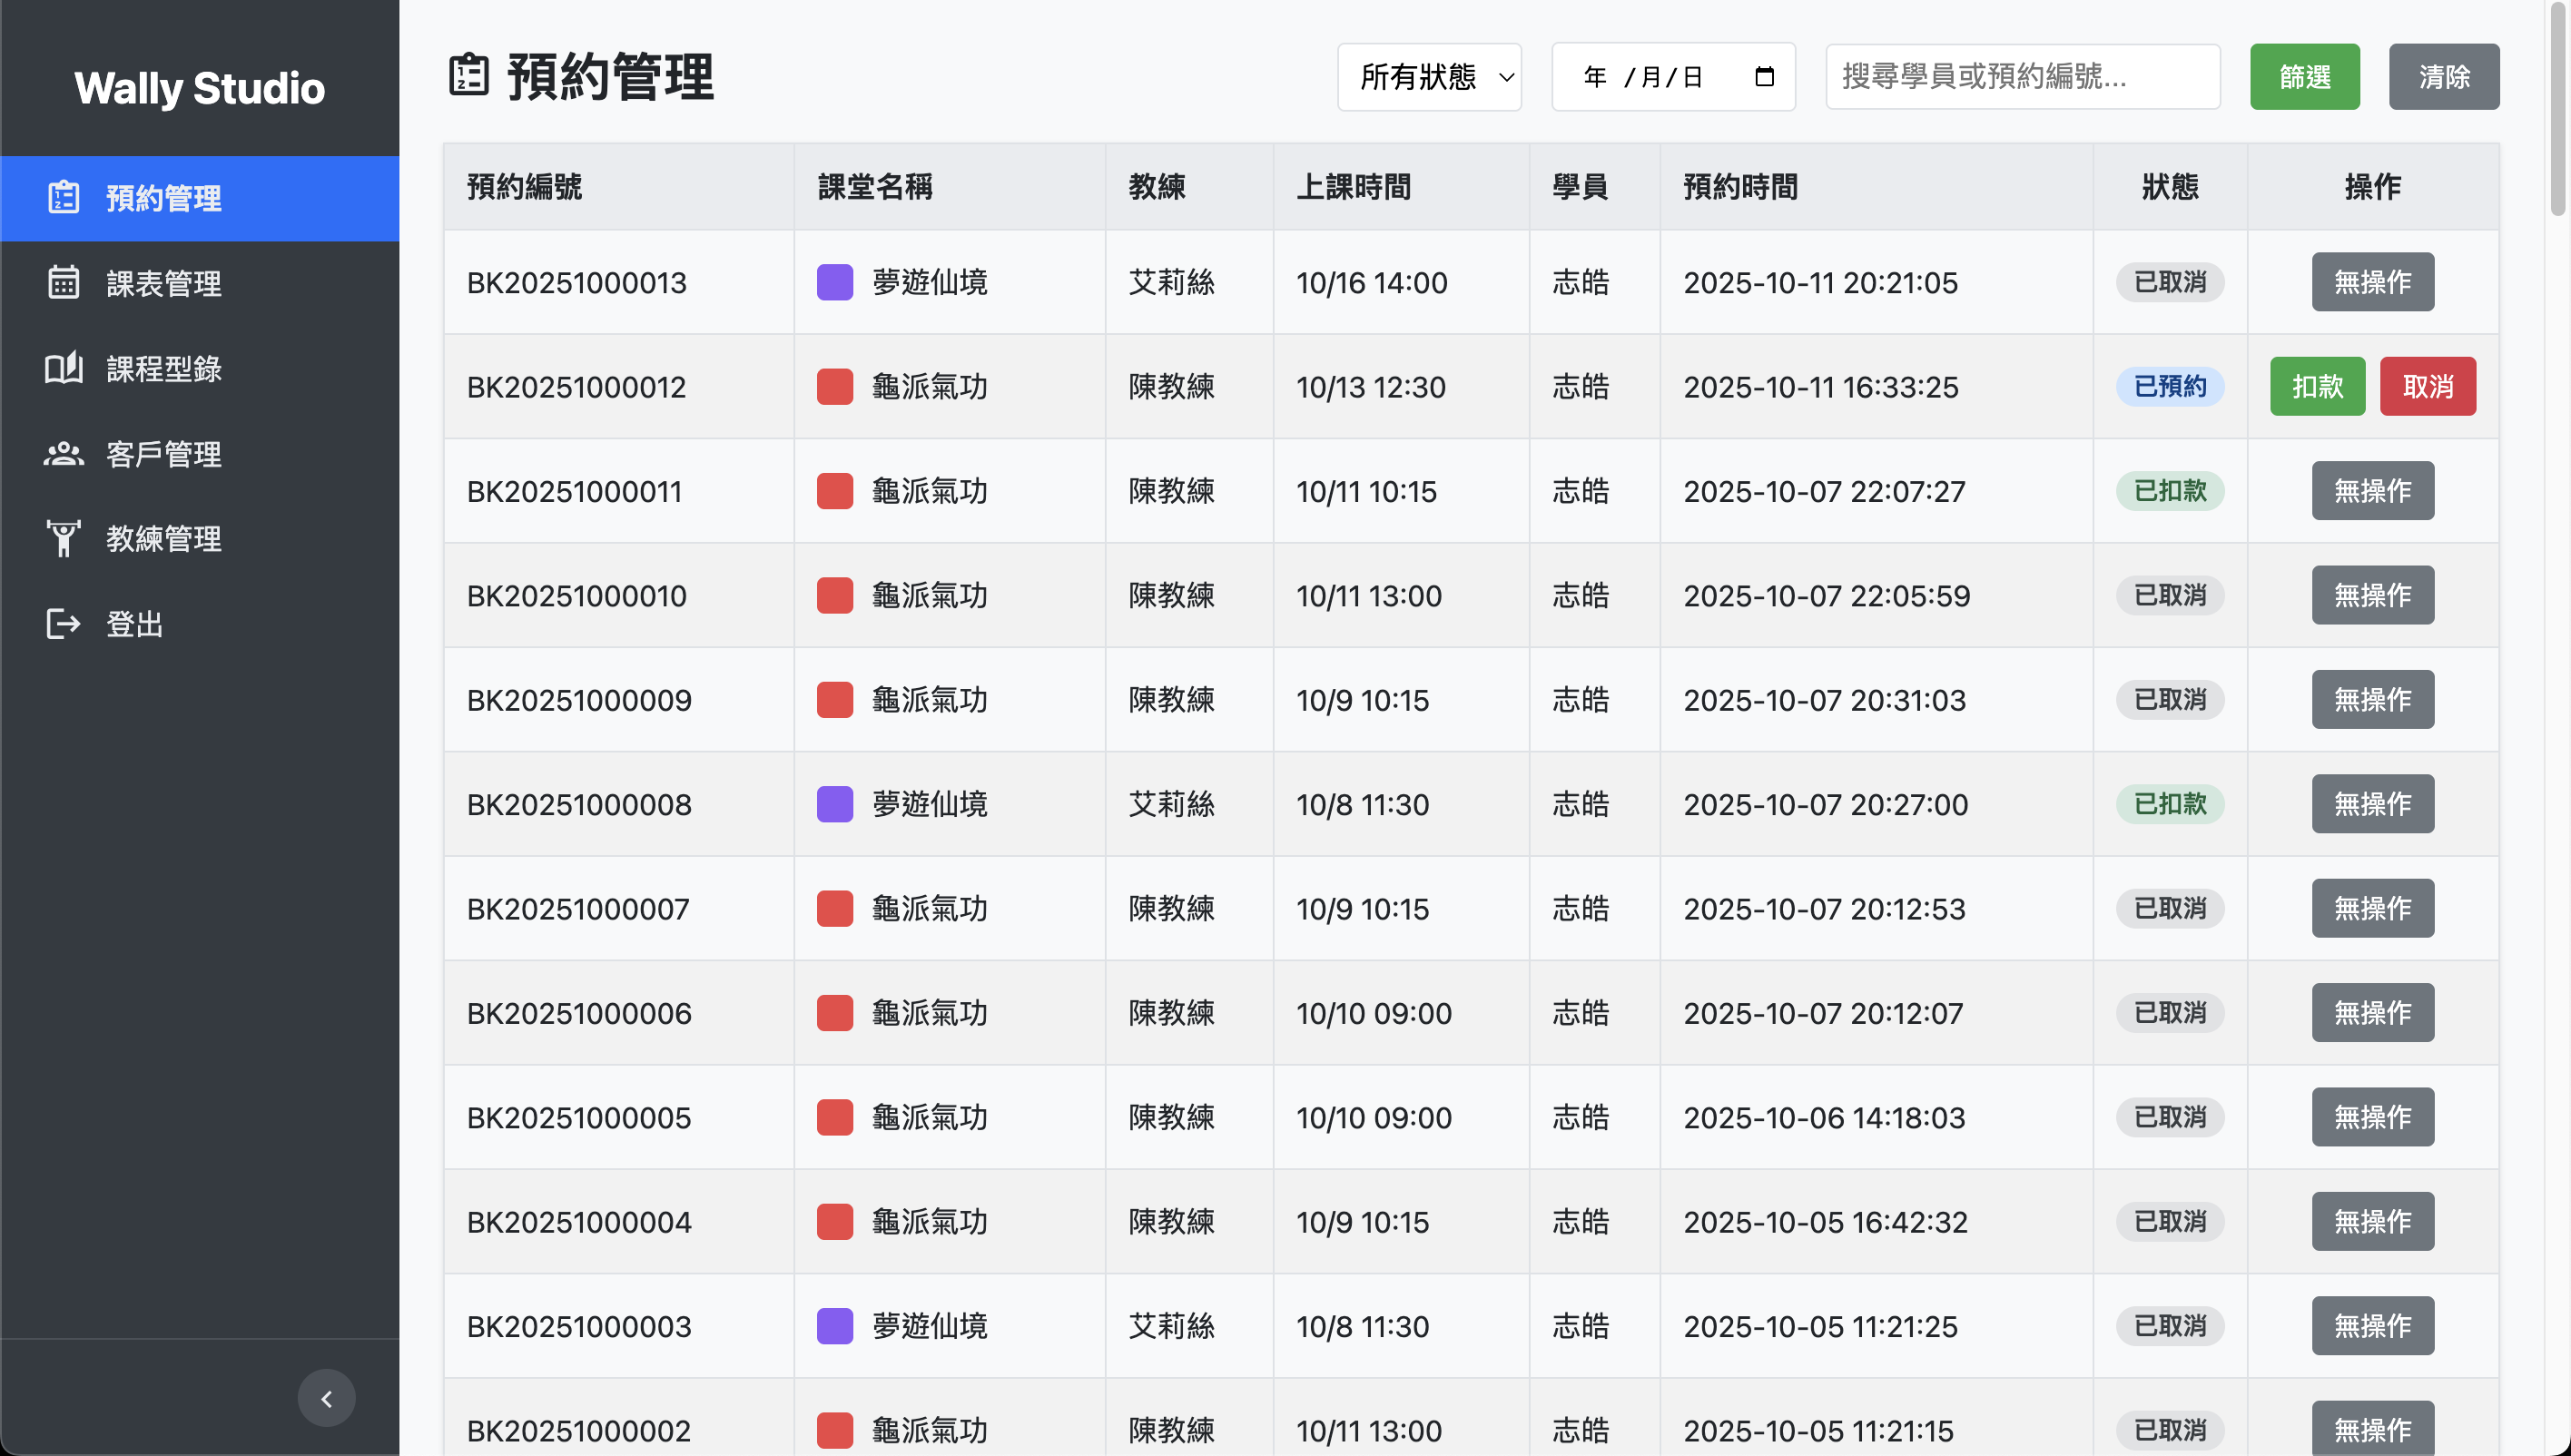 Wally Studio
預約管理
課表管理
課程型錄
客戶管理
教練管理
登出
預約管理 所有狀態 年 /月/日 搜尋學員或預約編號... 篩選 清除
預約編號 課堂名稱 教練 上課時間 學員 預約時間 狀態 操作
BK20251000013 夢遊仙境 艾莉絲 10/16 14:00 志皓 2025-10-11 20:21:05 已取消 無操作
BK20251000012 龜派氣功 陳教練 10/13 12:30 志皓 2025-10-11 16:33:25 已預約 扣款 取消
BK20251000011 龜派氣功 陳教練 10/11 10:15 志皓 2025-10-07 22:07:27 已扣款 無操作
BK20251000010 龜派氣功 陳教練 10/11 13:00 志皓 2025-10-07 22:05:59 已取消 無操作
BK20251000009 龜派氣功 陳教練 10/9 10:15 志皓 2025-10-07 20:31:03 已取消 無操作
BK20251000008 夢遊仙境 艾莉絲 10/8 11:30 志皓 2025-10-07 20:27:00 已扣款 無操作
BK20251000007 龜派氣功 陳教練 10/9 10:15 志皓 2025-10-07 20:12:53 已取消 無操作
BK20251000006 龜派氣功 陳教練 10/10 09:00 志皓 2025-10-07 20:12:07 已取消 無操作
BK20251000005 龜派氣功 陳教練 10/10 09:00 志皓 2025-10-06 14:18:03 已取消 無操作
BK20251000004 龜派氣功 陳教練 10/9 10:15 志皓 2025-10-05 16:42:32 已取消 無操作
BK20251000003 夢遊仙境 艾莉絲 10/8 11:30 志皓 2025-10-05 11:21:25 已取消 無操作
BK20251000002 龜派氣功 陳教練 10/11 13:00 志皓 2025-10-05 11:21:15 已取消 無操作